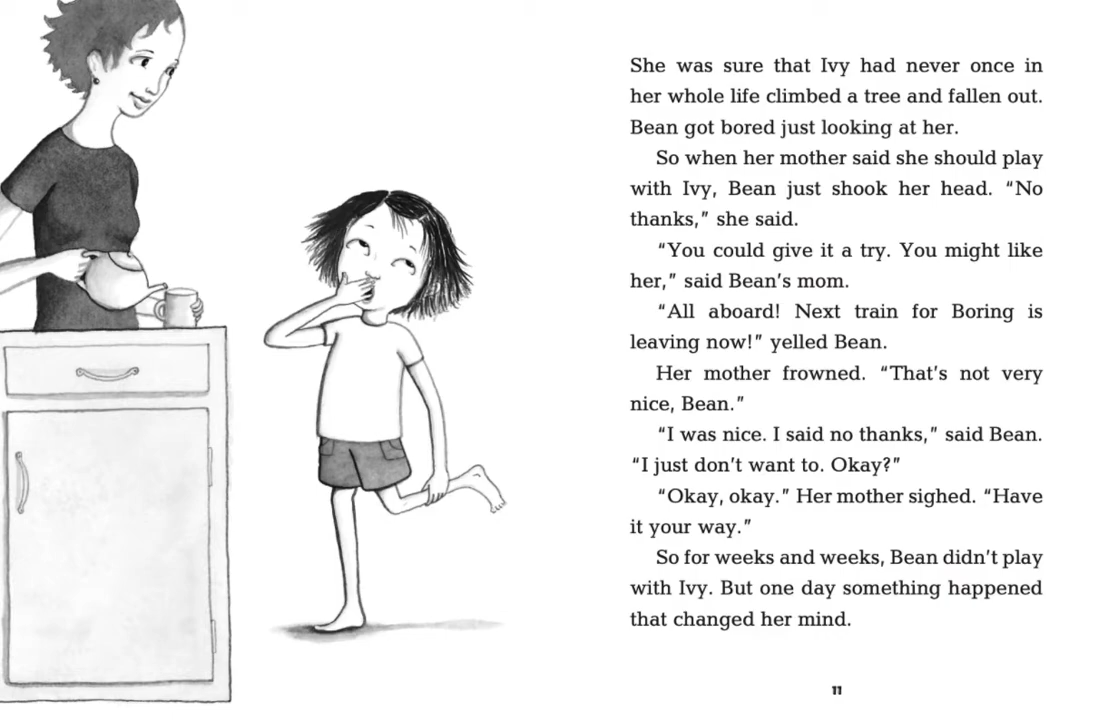 She was sure that Ivy had never once in
her whole life climbed a tree and fallen out.
Bean got bored just looking at her.
So when her mother said she should play
with Ivy, Bean just shook her head. “No
thanks,” she said.
“You could give it a try. You might like
her,” said Bean’s mom.
“All aboard! Next train for Boring is
leaving now!” yelled Bean.
Her mother frowned. “That’s not very
nice, Bean.”
“I was nice. I said no thanks,” said Bean.
“I just don’t want to. Okay?”
“Okay, okay.” Her mother sighed. “Have
it your way.”
So for weeks and weeks, Bean didn’t play
with Ivy. But one day something happened
that changed her mind.
11